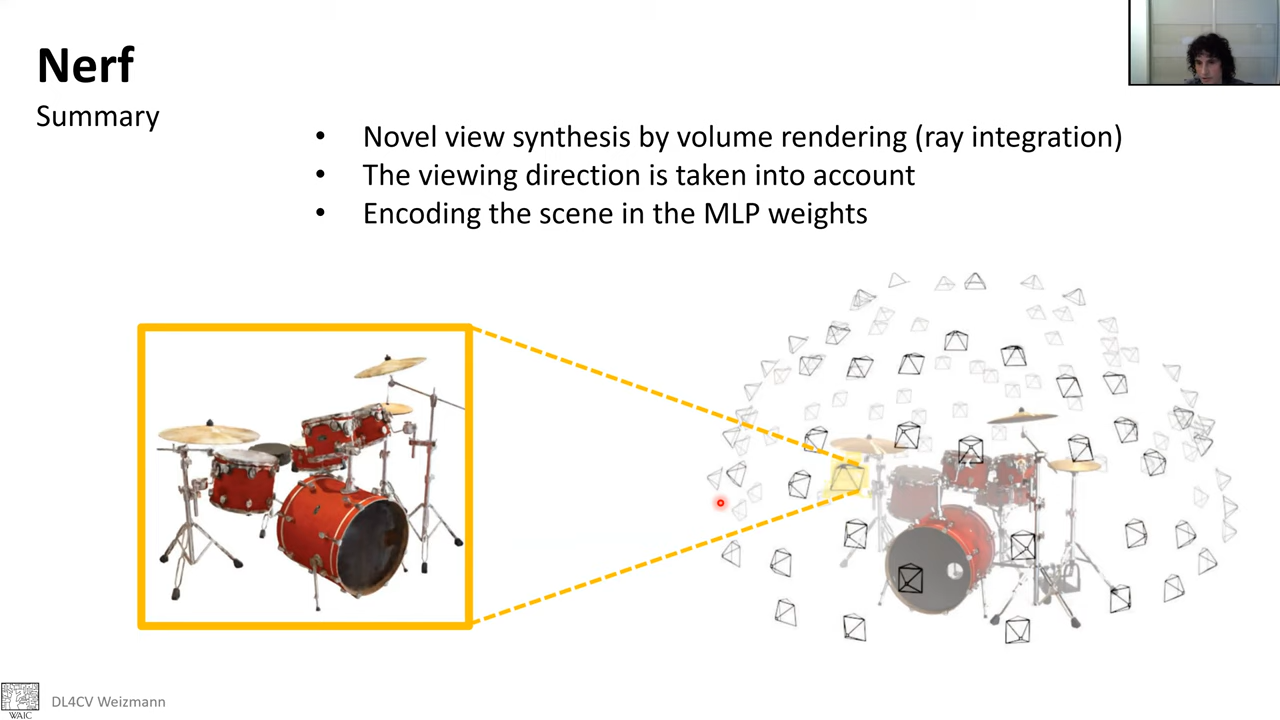 Nerf
Summary
• Novel view synthesis by volume rendering (ray integration)
• The viewing direction is taken into account
• Encoding the scene in the MLP weights
WAIC
DL4CV Weizmann